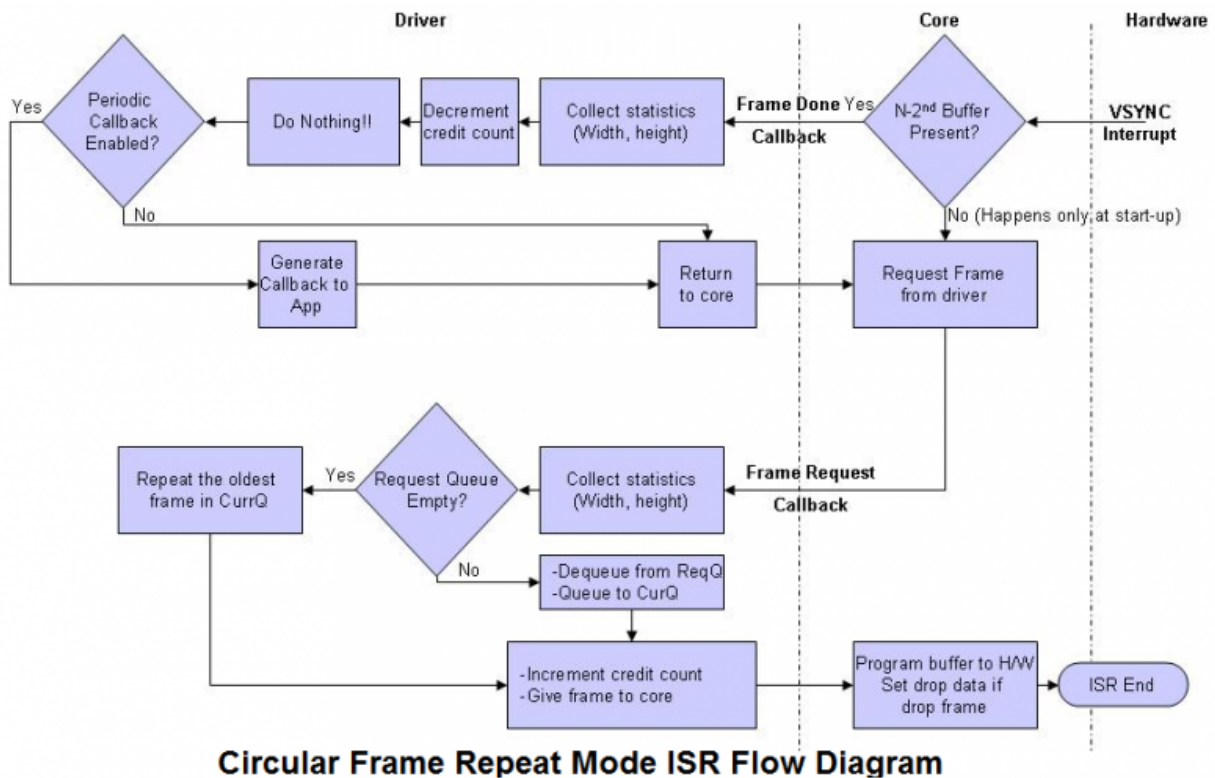 Driver
Core
Hardware
Yes
Periodic
Callback
Enabled?
Do Nothing!!
Decrement
credit count
Collect statistics
(Width, height)
Frame Done
Callback
Yes
N-2nd Buffer
Present?
VSYNC
Interrupt
No
No (Happens only at start-up)
Generate
Callback to
App
Return
to core
Request Frame
from driver
Repeat the oldest
frame in CurrQ
Yes
Request Queue
Empty?
Collect statistics
(Width, height)
Frame Request
Callback
No
-Dequeue from ReqQ
-Queue to CurQ
-Increment credit count
-Give frame to core
Program buffer to H/W
Set drop data if
drop frame
ISR End
Circular Frame Repeat Mode ISR Flow Diagram